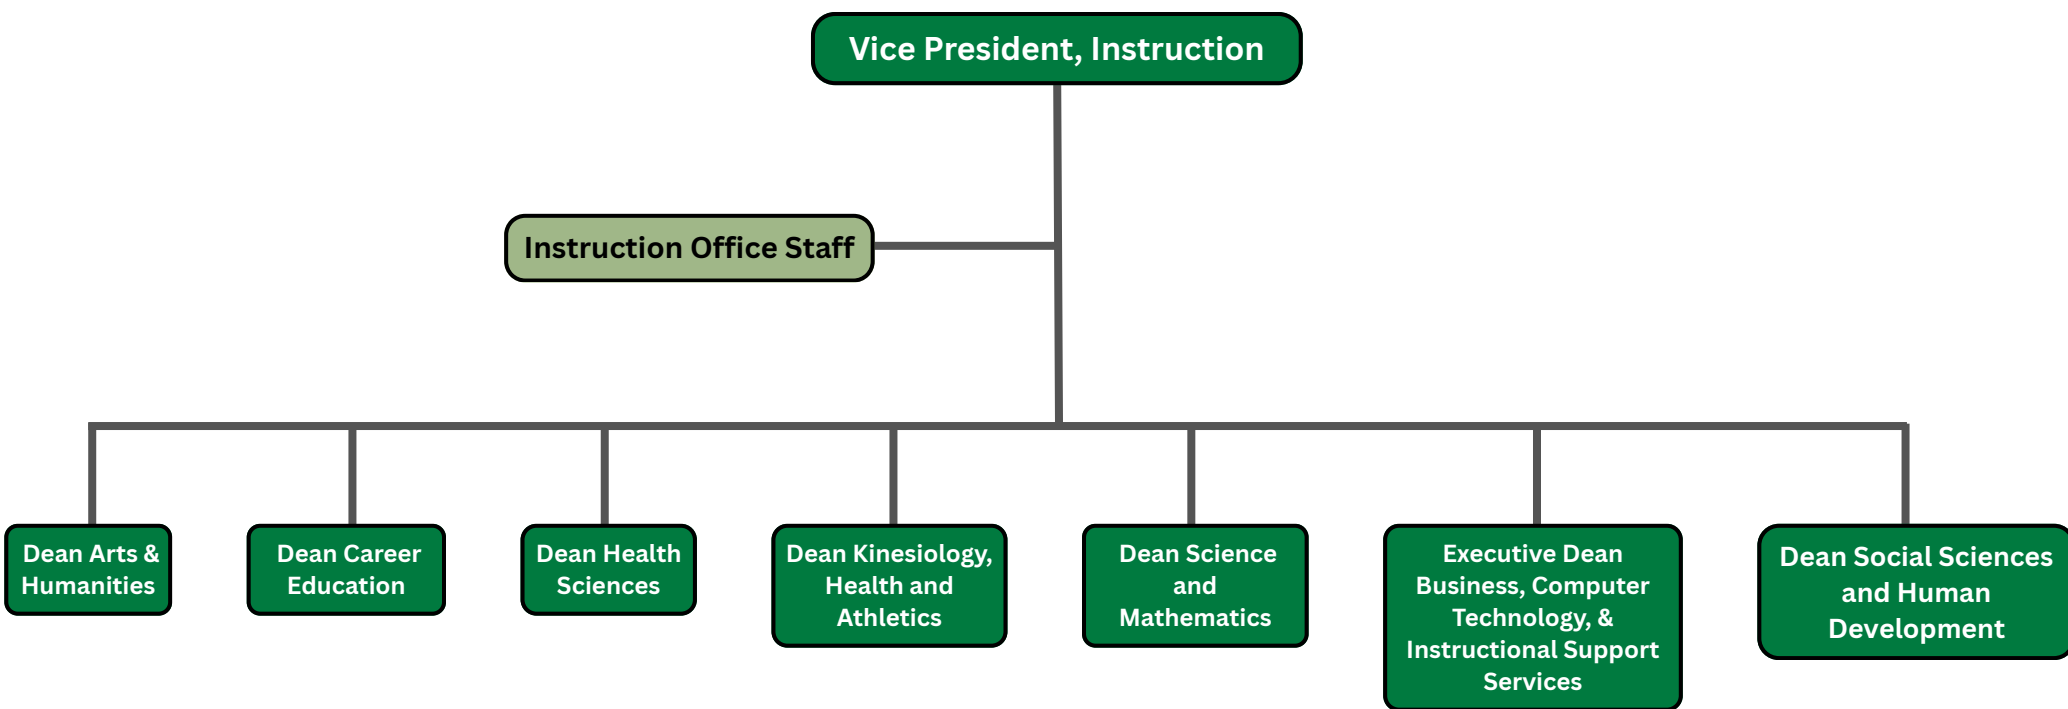 Vice President, Instruction
Instruction Office Staff
Dean Arts &
Humanities
Dean Career
Education
Dean Health
Sciences
Dean Kinesiology,
Health and
Athletics
Dean Science
and
Mathematics
Executive Dean
Business, Computer
Technology, &
Instructional Support
Services
Dean Social Sciences
and Human
Development